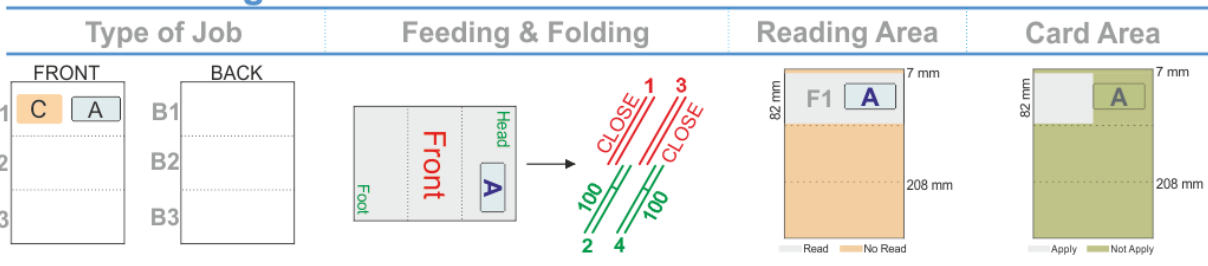 Type of Job
Feeding & Folding
Reading Area
Card Area
FRONT
BACK
1
C
A
2
3
B1
B2
B3
Head
Front
Foot
A
1
3
CLOSE
CLOSE
100
100
2
4
7 mm
82 mm
F1
A
208 mm
Read
No Read
7 mm
82 mm
A
208 mm
Apply
Not Apply